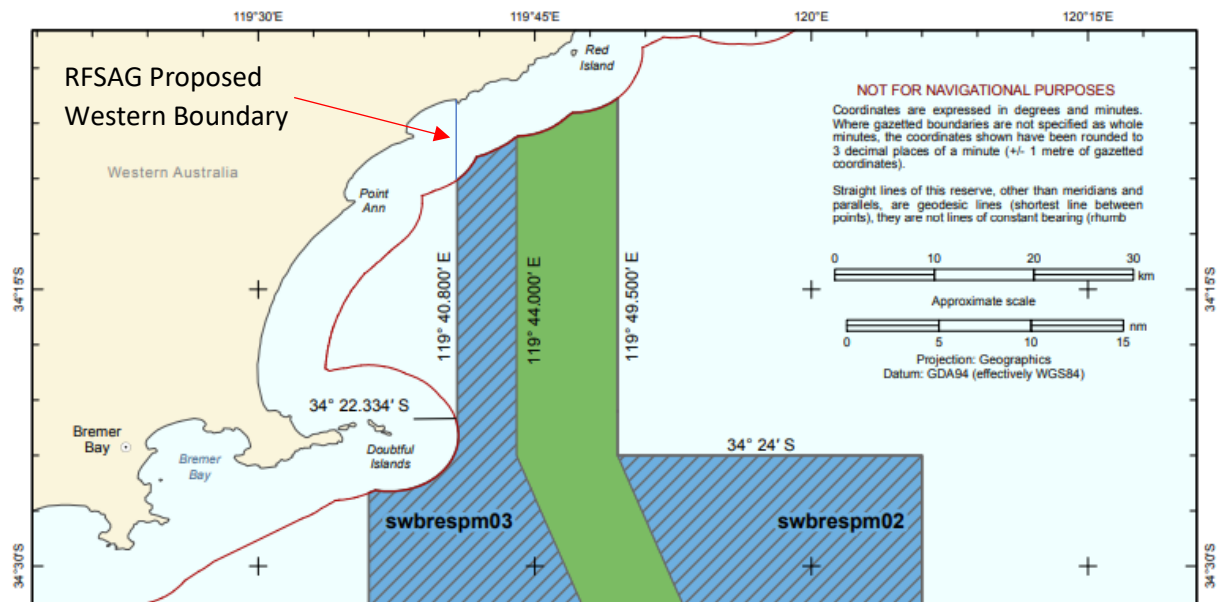 119°30'E
119°45'E
120°E
120°15'E
RFSAG Proposed
Western Boundary
Red
Island
NOT FOR NAVIGATIONAL PURPOSES
Coordinates are expressed in degrees and minutes.
Where gazetted boundaries are not specified as whole
minutes, the coordinates shown have been rounded to
3 decimal places of a minute (+/- 1 metre of gazetted
coordinates).
Straight lines of this reserve, other than meridians and
parallels, are geodesic lines (shortest line between
points), they are not lines of constant bearing (rhumb
Western Australia
Point
Ann
119° 40.800' E
119° 44.000' E
119° 49.500' E
34°15'S
34°15'S
0 10 20 30
km
Approximate scale
nm
0 5 10 15
Projection: Geographics
Datum: GDA94 (effectively WGS84)
34° 22.334' S
Bremer
Bay
Bremer
Bay
Doubtful
Islands
34° 24' S
swbrespm03
swbrespm02
34°30'S
34°30'S